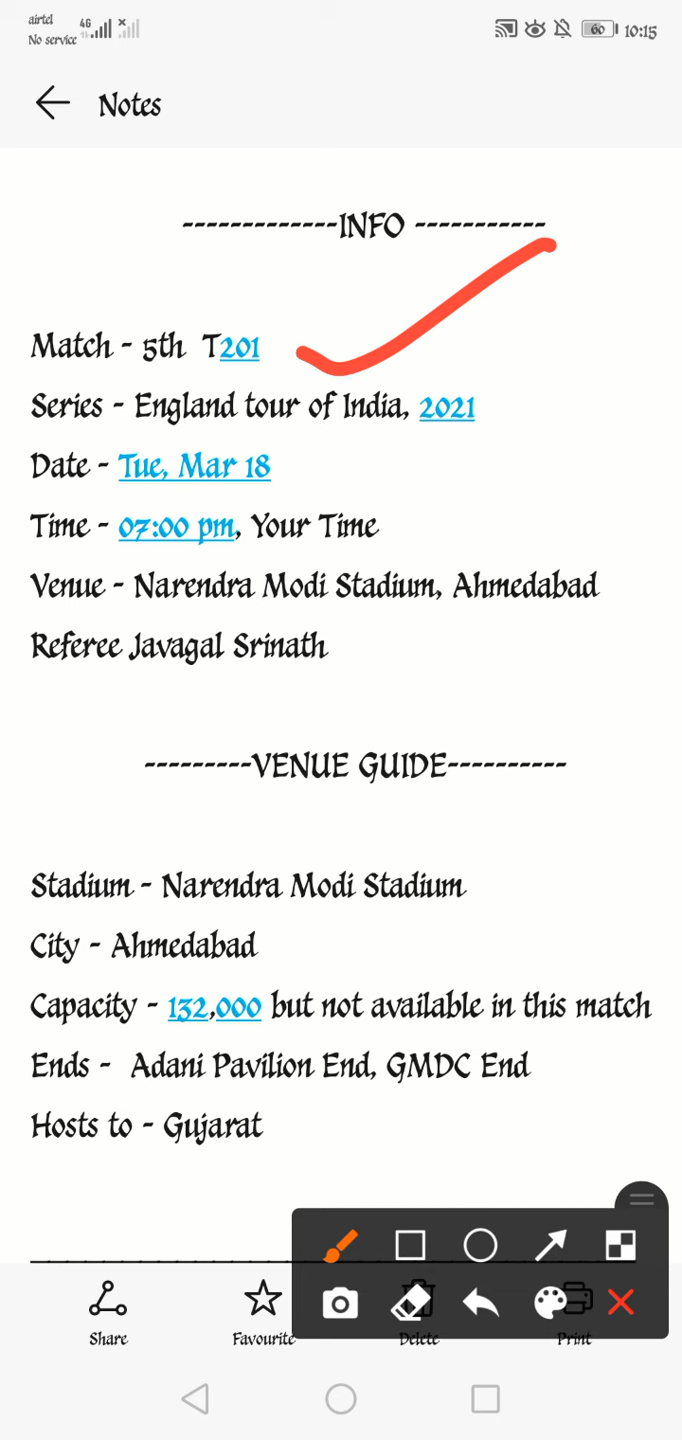 airtel 4G
No service
60 10:15
Notes
-------------INFO -----------
Match - 5th T201
Series - England tour of India, 2021
Date - Tue, Mar 18
Time - 07:00 pm, Your Time
Venue - Narendra Modi Stadium, Ahmedabad
Referee Javagal Srinath
---------VENUE GUIDE----------
Stadium - Narendra Modi Stadium
City - Ahmedabad
Capacity - 132,000 but not available in this match
Ends - Adani Pavilion End, GMDC End
Hosts to - Gujarat
Share Favourite Delete Print